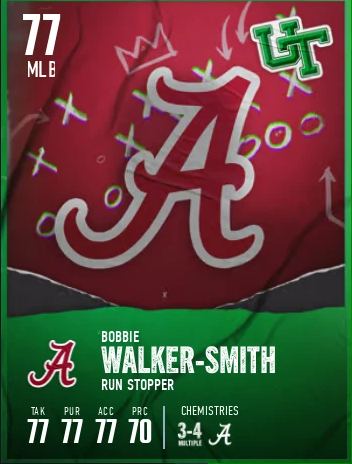 77
MLB
UT
A
BOBBIE
WALKER-SMITH
RUN STOPPER
A
TAK PUR ACC PRC CHEMISTRIES
77 77 77 70 3-4 A
MULTIPLE